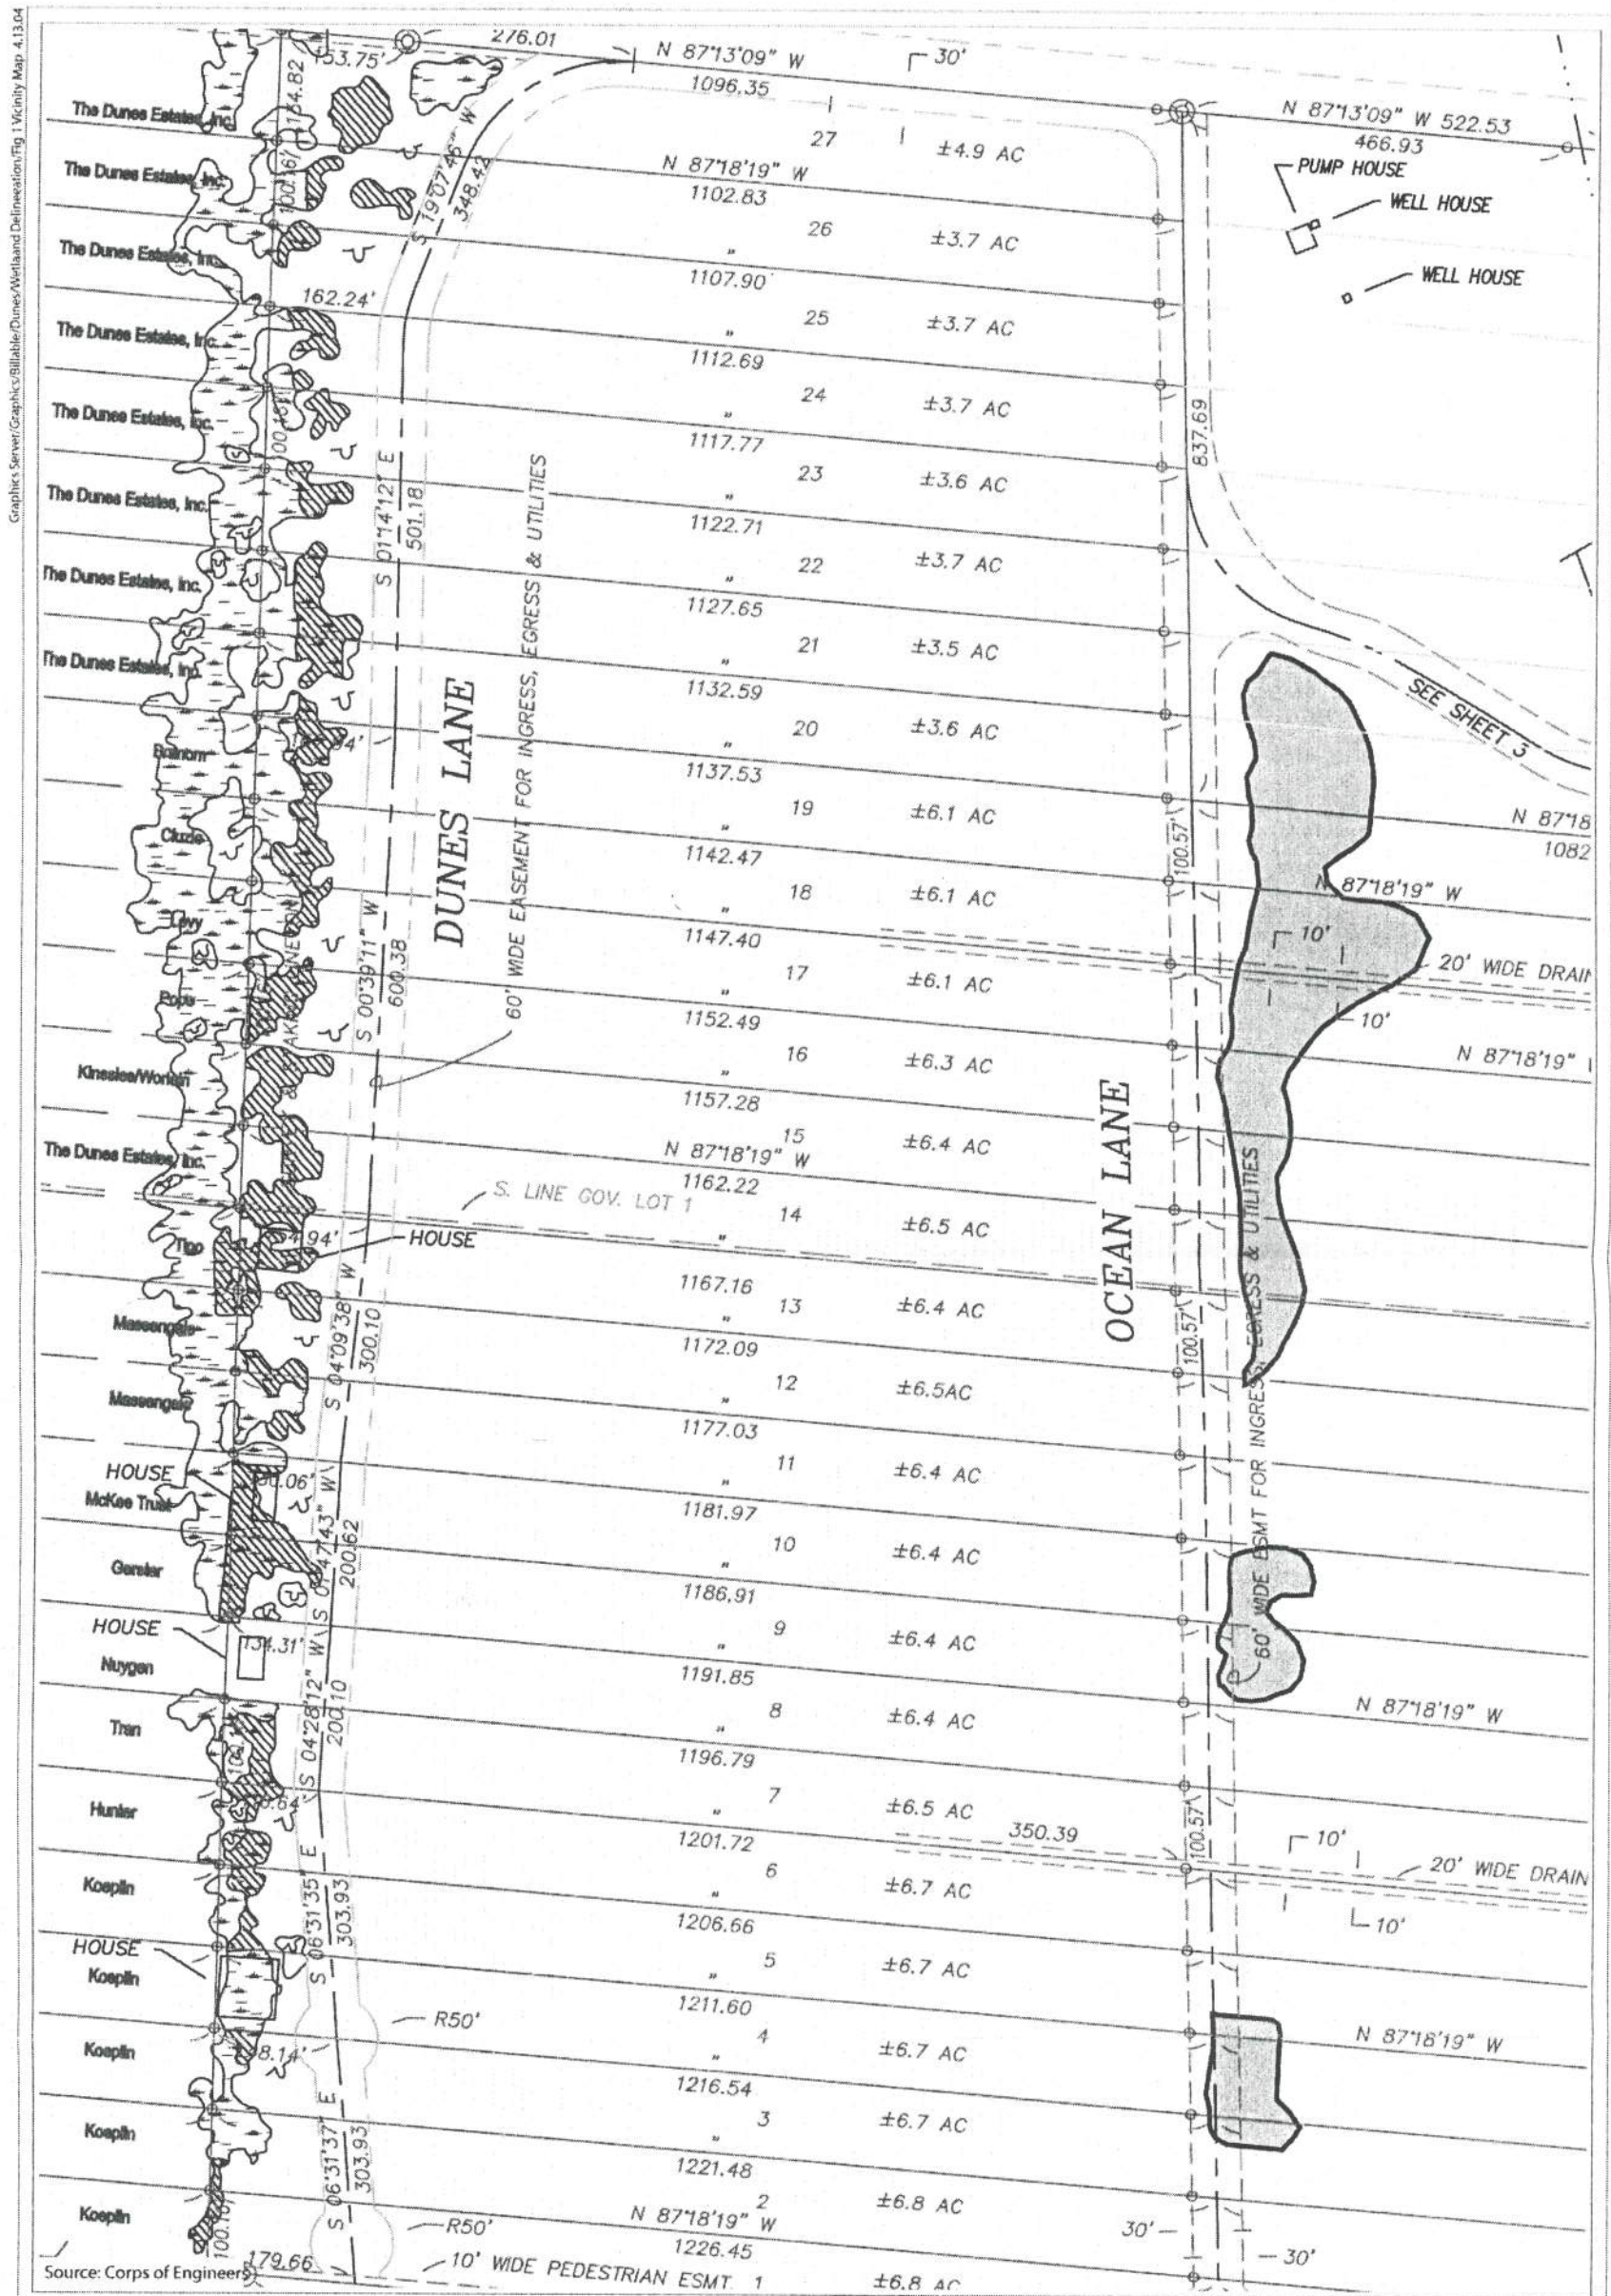 Graphics Server/Graphics/Billable/Dunes/Wetlaand Delineeation/Fig 1 Vicinity Map 4.13.04
153.75'
276.01
N 87°13'09" W
30'
1096.35
N 87°13'09" W 522.53
466.93
PUMP HOUSE
WELL HOUSE
WELL HOUSE
The Dunes Estates, Inc.
134.82
S 19°07'46" W
348.42
27
±4.9 AC
N 87°18'19" W
1102.83
The Dunes Estates, Inc.
26
±3.7 AC
"
1107.90
The Dunes Estates, Inc.
162.24'
25
±3.7 AC
"
1112.69
The Dunes Estates, Inc.
24
±3.7 AC
"
1117.77
837.69
The Dunes Estates, Inc.
S 01°14'12" E
501.18
23
±3.6 AC
"
1122.71
The Dunes Estates, Inc.
22
±3.7 AC
"
1127.65
The Dunes Estates, Inc.
21
±3.5 AC
"
1132.59
The Dunes Estates, Inc.
20
±3.6 AC
"
1137.53
SEE SHEET 3
DUNES LANE
60' WIDE EASEMENT FOR INGRESS, EGRESS & UTILITIES
19
±6.1 AC
"
1142.47
100.57'
N 87°18
1082
Cluzie
18
±6.1 AC
"
1147.40
N 87°18'19" W
Levy
S 00°39'11" W
600.38
17
±6.1 AC
"
1152.49
10'
20' WIDE DRAIN
10'
Pope
16
±6.3 AC
"
1157.28
N 87°18'19"
15
±6.4 AC
N 87°18'19" W
1162.22
The Dunes Estates, Inc.
S. LINE GOV. LOT 1
14
±6.5 AC
"
1167.16
HOUSE
OCEAN LANE
60' WIDE ESMT FOR INGRESS, EGRESS & UTILITIES
Massengale
S 04°09'38" W
300.10
13
±6.4 AC
"
1172.09
100.57'
Massengale
12
±6.5AC
"
1177.03
HOUSE
McKee Trust
11
±6.4 AC
"
1181.97
Gerster
S 01°47'43" W
200.62
10
±6.4 AC
"
1186.91
HOUSE
Nuygen
134.31'
9
±6.4 AC
"
1191.85
N 87°18'19" W
Tran
S 04°28'12" W
200.10
8
±6.4 AC
"
1196.79
Hunter
7
±6.5 AC
"
1201.72
350.39
100.57'
10'
20' WIDE DRAIN
10'
Koeplin
S 06°31'35" E
303.93
6
±6.7 AC
"
1206.66
HOUSE
Koeplin
5
±6.7 AC
"
1211.60
R50'
N 87°18'19" W
Koeplin
4
±6.7 AC
"
1216.54
Koeplin
S 06°31'37" E
303.93
3
±6.7 AC
"
1221.48
Koeplin
2
±6.8 AC
N 87°18'19" W
1226.45
R50'
30'
30'
179.66
10' WIDE PEDESTRIAN ESMT.
1
±6.8 AC
Source: Corps of Engineers